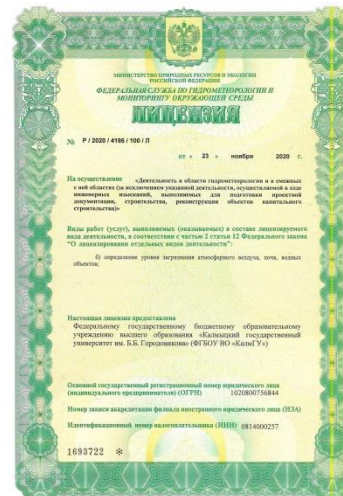 МИНИСТЕРСТВО ПРИРОДНЫХ РЕСУРСОВ И ЭКОЛОГИИ
РОССИЙСКОЙ ФЕДЕРАЦИИ
ФЕДЕРАЛЬНАЯ СЛУЖБА ПО ГИДРОМЕТЕОРОЛОГИИ И
МОНИТОРИНГУ ОКРУЖАЮЩЕЙ СРЕДЫ
ЛИЦЕНЗИЯ
№ Р / 2020 / 4186 / 100 / Л
от « 23 » ноября 2020 г.
На осуществление «Деятельность в области гидрометеорологии и в смежных
с ней областях (за исключением указанной деятельности, осуществляемой в ходе
инженерных изысканий, выполняемых для подготовки проектной
документации, строительства, реконструкции объектов капитального
строительства)»
Виды работ (услуг), выполняемых (оказываемых) в составе лицензируемого
вида деятельности, в соответствии с частью 2 статьи 12 Федерального закона
"О лицензировании отдельных видов деятельности":
б) определение уровня загрязнения атмосферного воздуха, почв, водных
объектов;
Настоящая лицензия предоставлена
Федеральному государственному бюджетному образовательному
учреждению высшего образования «Калмыцкий государственный
университет им. Б.Б. Городовикова» (ФГБОУ ВО «КалмГУ»)
Основной государственный регистрационный номер юридического лица
(индивидуального предпринимателя) (ОГРН) 1020800756844
Номер записи аккредитации филиала иностранного юридического лица (НЗА)
Идентификационный номер налогоплательщика (ИНН) 0814000257
1693722 *